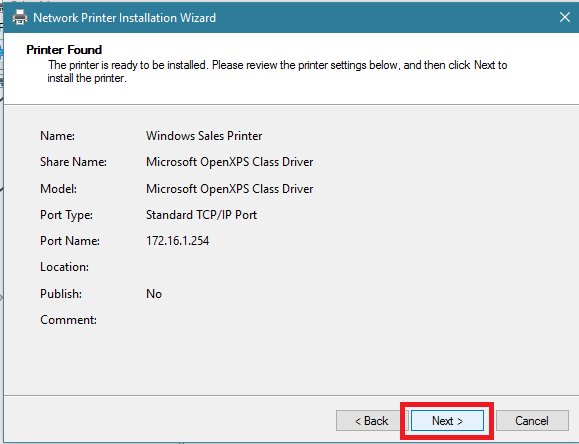 Network Printer Installation Wizard
Printer Found
The printer is ready to be installed. Please review the printer settings below, and then click Next to
install the printer.
Name: Windows Sales Printer
Share Name: Microsoft OpenXPS Class Driver
Model: Microsoft OpenXPS Class Driver
Port Type: Standard TCP/IP Port
Port Name: 172.16.1.254
Location:
Publish: No
Comment:
< Back Next > Cancel